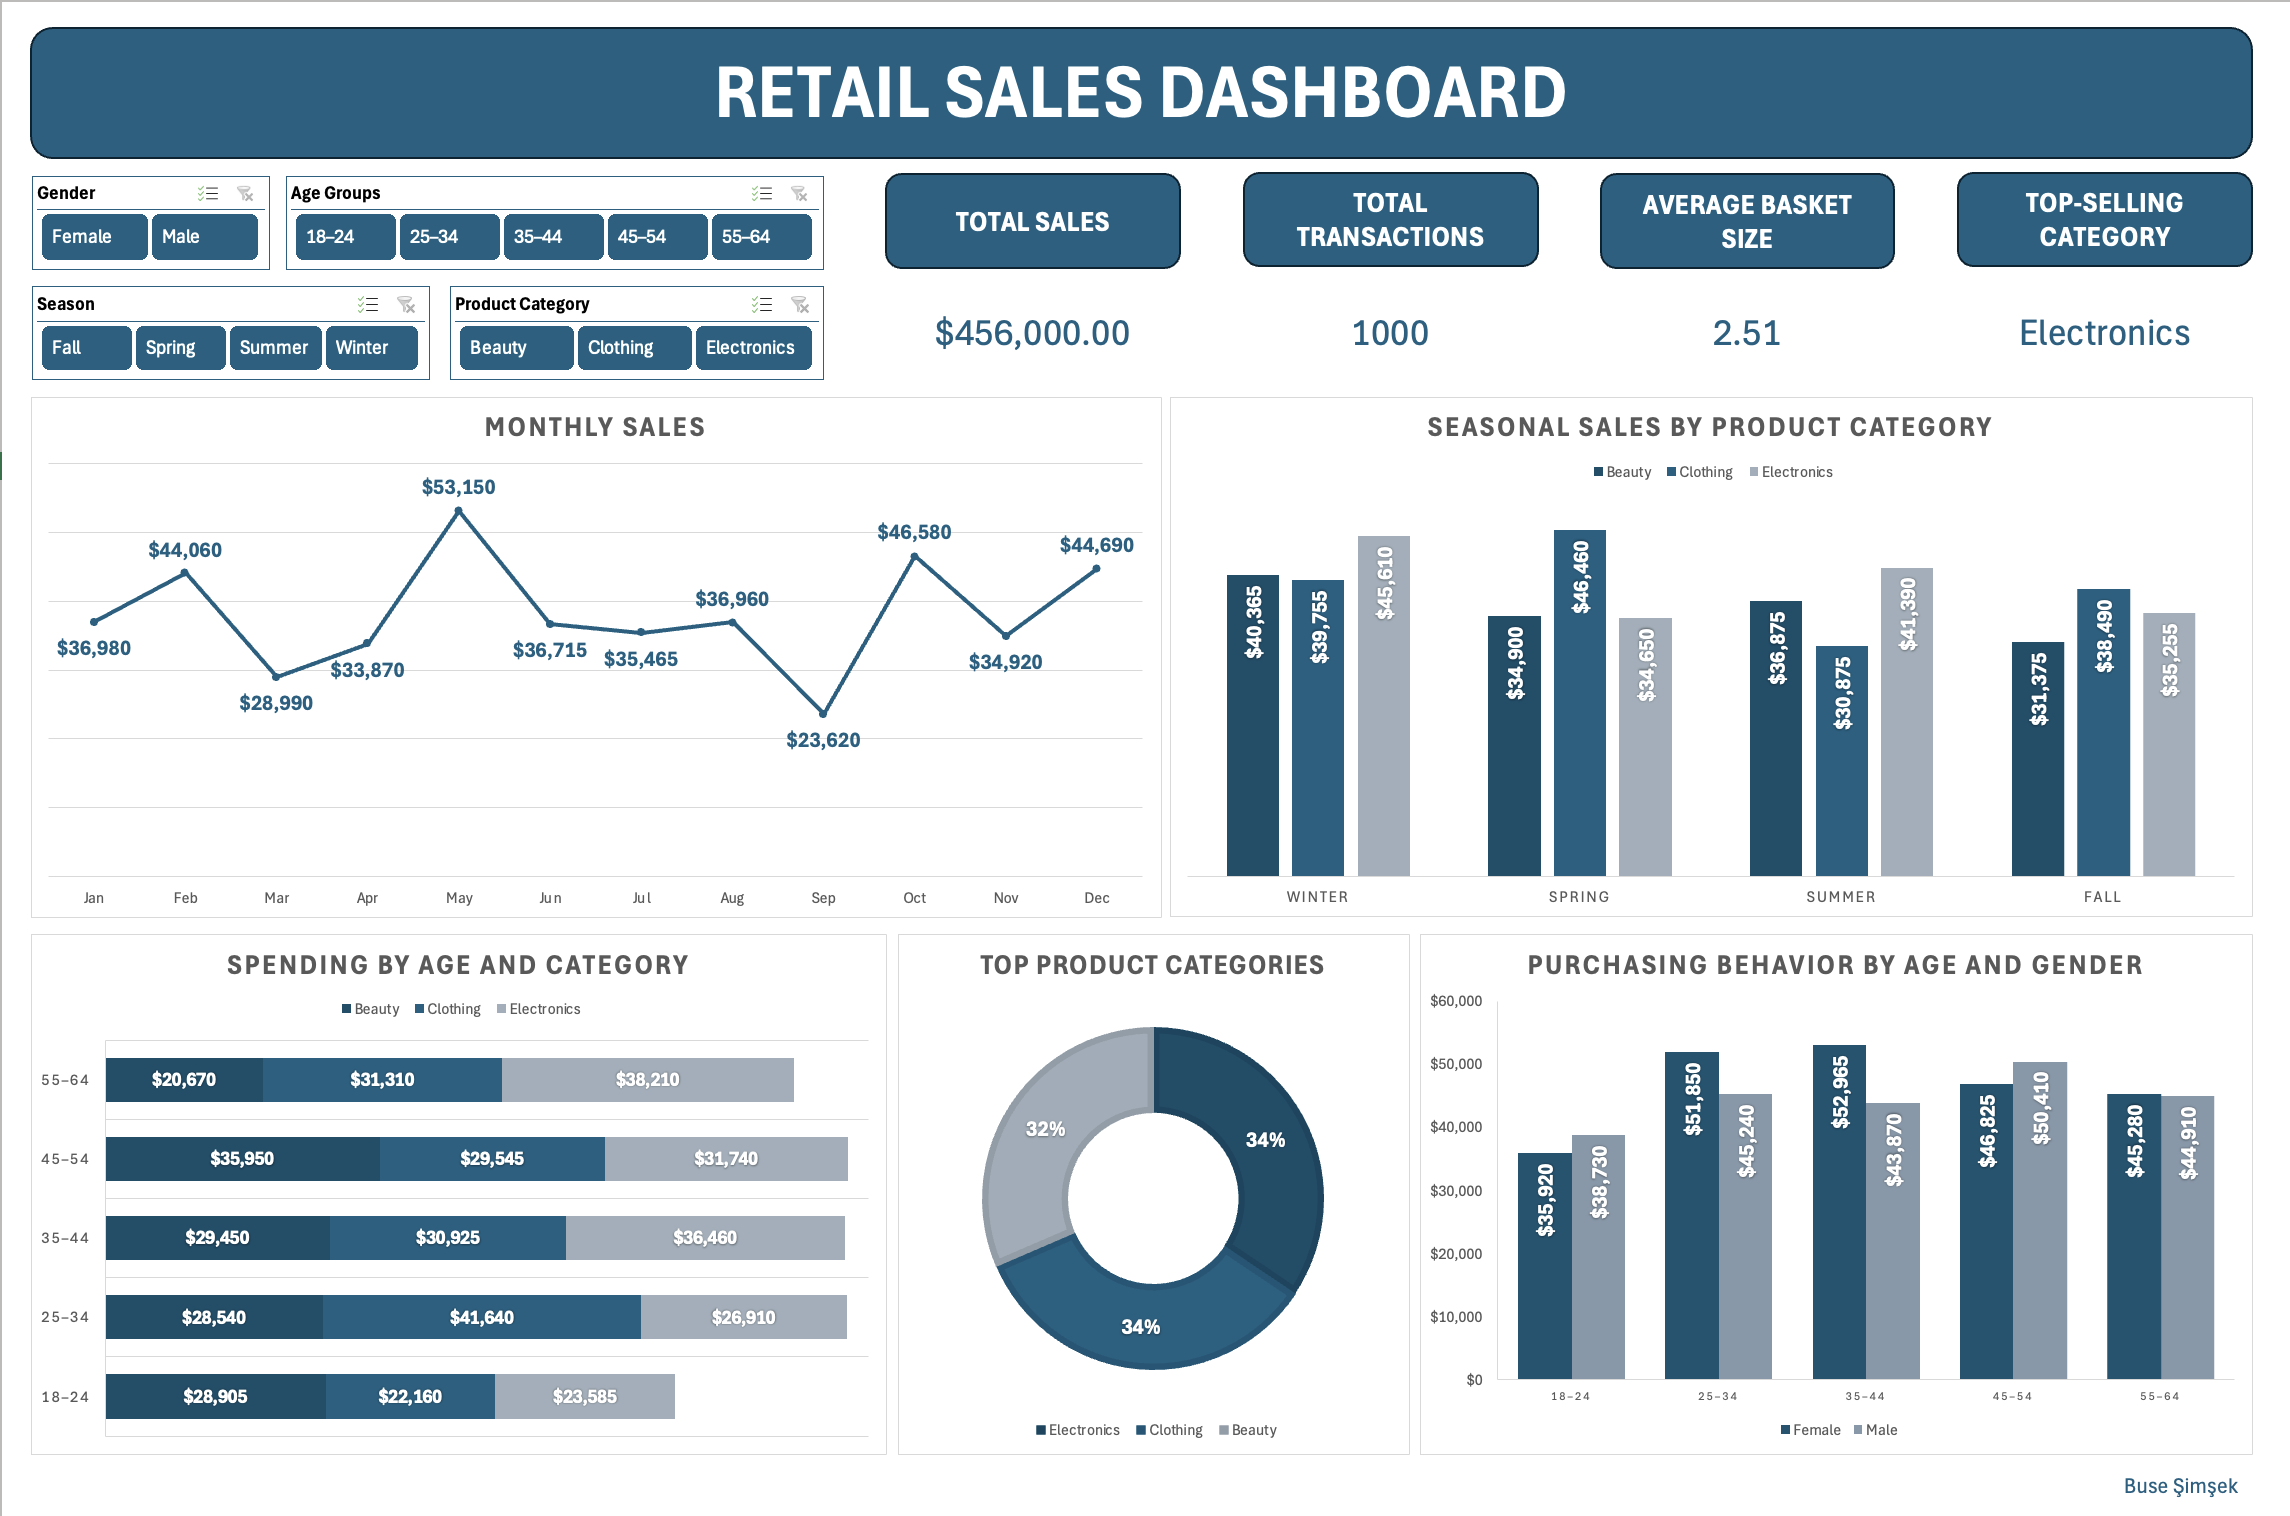 RETAIL SALES DASHBOARD
Gender
Female Male
Age Groups
18–24 25–34 35–44 45–54 55–64
Season
Fall Spring Summer Winter
Product Category
Beauty Clothing Electronics
TOTAL SALES
$456,000.00
TOTAL
TRANSACTIONS
1000
AVERAGE BASKET
SIZE
2.51
TOP-SELLING
CATEGORY
Electronics
MONTHLY SALES
$36,980
$44,060
$28,990
$33,870
$53,150
$36,715
$35,465
$36,960
$23,620
$46,580
$34,920
$44,690
Jan Feb Mar Apr May Jun Jul Aug Sep Oct Nov Dec
SEASONAL SALES BY PRODUCT CATEGORY
Beauty Clothing Electronics
$40,365
$39,755
$45,610
$34,900
$46,460
$34,650
$36,875
$30,875
$41,390
$31,375
$38,490
$35,255
WINTER SPRING SUMMER FALL
SPENDING BY AGE AND CATEGORY
Beauty Clothing Electronics
55–64 $20,670 $31,310 $38,210
45–54 $35,950 $29,545 $31,740
35–44 $29,450 $30,925 $36,460
25–34 $28,540 $41,640 $26,910
18–24 $28,905 $22,160 $23,585
TOP PRODUCT CATEGORIES
32%
34%
34%
Electronics Clothing Beauty
PURCHASING BEHAVIOR BY AGE AND GENDER
$60,000
$50,000
$40,000
$30,000
$20,000
$10,000
$0
$35,920
$38,730
$51,850
$45,240
$52,965
$43,870
$46,825
$50,410
$45,280
$44,910
18–24 25–34 35–44 45–54 55–64
Female Male
Buse Şimşek